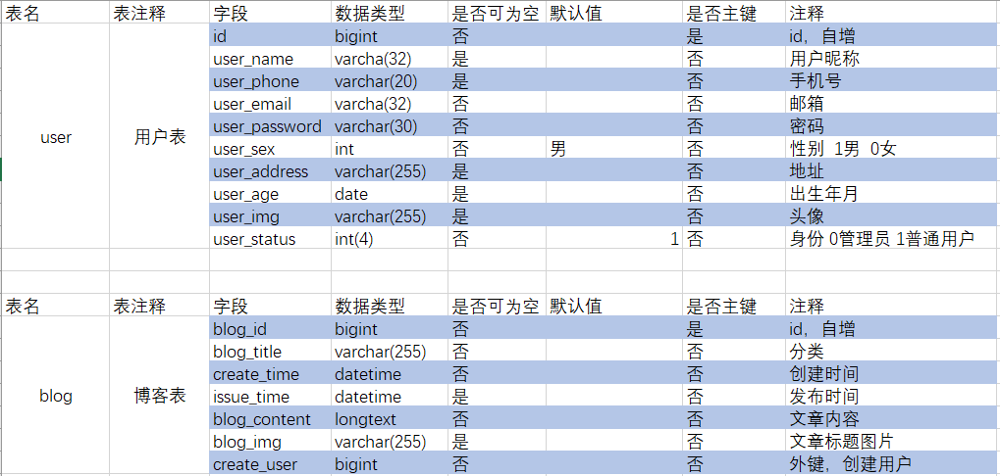 表名 表注释 字段 数据类型 是否可为空 默认值 是否主键 注释
id bigint 否 是 id，自增
user_name varcha(32) 是 否 用户昵称
user_phone varchar(20) 是 否 手机号
user_email varcha(32) 否 否 邮箱
user_password varchar(30) 否 否 密码
user 用户表 user_sex int 否 男 否 性别 1男 0女
user_address varchar(255) 是 否 地址
user_age date 是 否 出生年月
user_img varchar(255) 是 否 头像
user_status int(4) 否 1 否 身份 0管理员 1普通用户
表名 表注释 字段 数据类型 是否可为空 默认值 是否主键 注释
blog_id bigint 否 是 id，自增
blog_title varchar(255) 否 否 分类
create_time datetime 否 否 创建时间
blog 博客表 issue_time datetime 是 否 发布时间
blog_content longtext 否 否 文章内容
blog_img varchar(255) 是 否 文章标题图片
create_user bigint 否 否 外键，创建用户